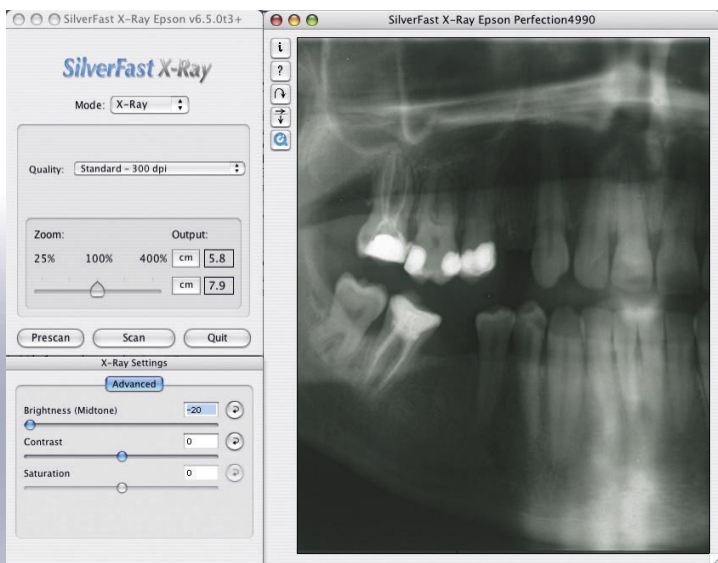 SilverFast X-Ray Epson v6.5.0t3+
SilverFast X-Ray
Mode: X-Ray
Quality: Standard – 300 dpi
Zoom: Output:
25% 100% 400% cm 5.8
cm 7.9
Prescan Scan Quit
X-Ray Settings
Advanced
Brightness (Midtone) -20
Contrast 0
Saturation 0
SilverFast X-Ray Epson Perfection4990
i
?